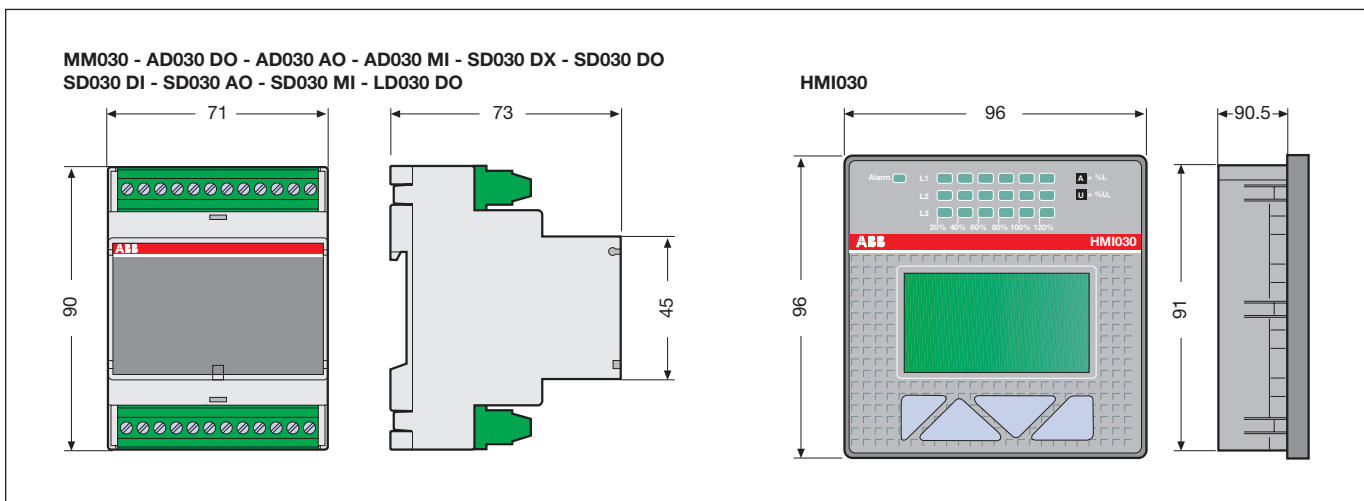 MM030 - AD030 DO - AD030 AO - AD030 MI - SD030 DX - SD030 DO
SD030 DI - SD030 AO - SD030 MI - LD030 DO
71
73
90
45
ABB
HMI030
96
90.5
96
91
Alarm
L1
L2
L3
20% 40% 60% 80% 100% 120%
A = %Iₙ
U = %Uₙ
ABB
HMI030